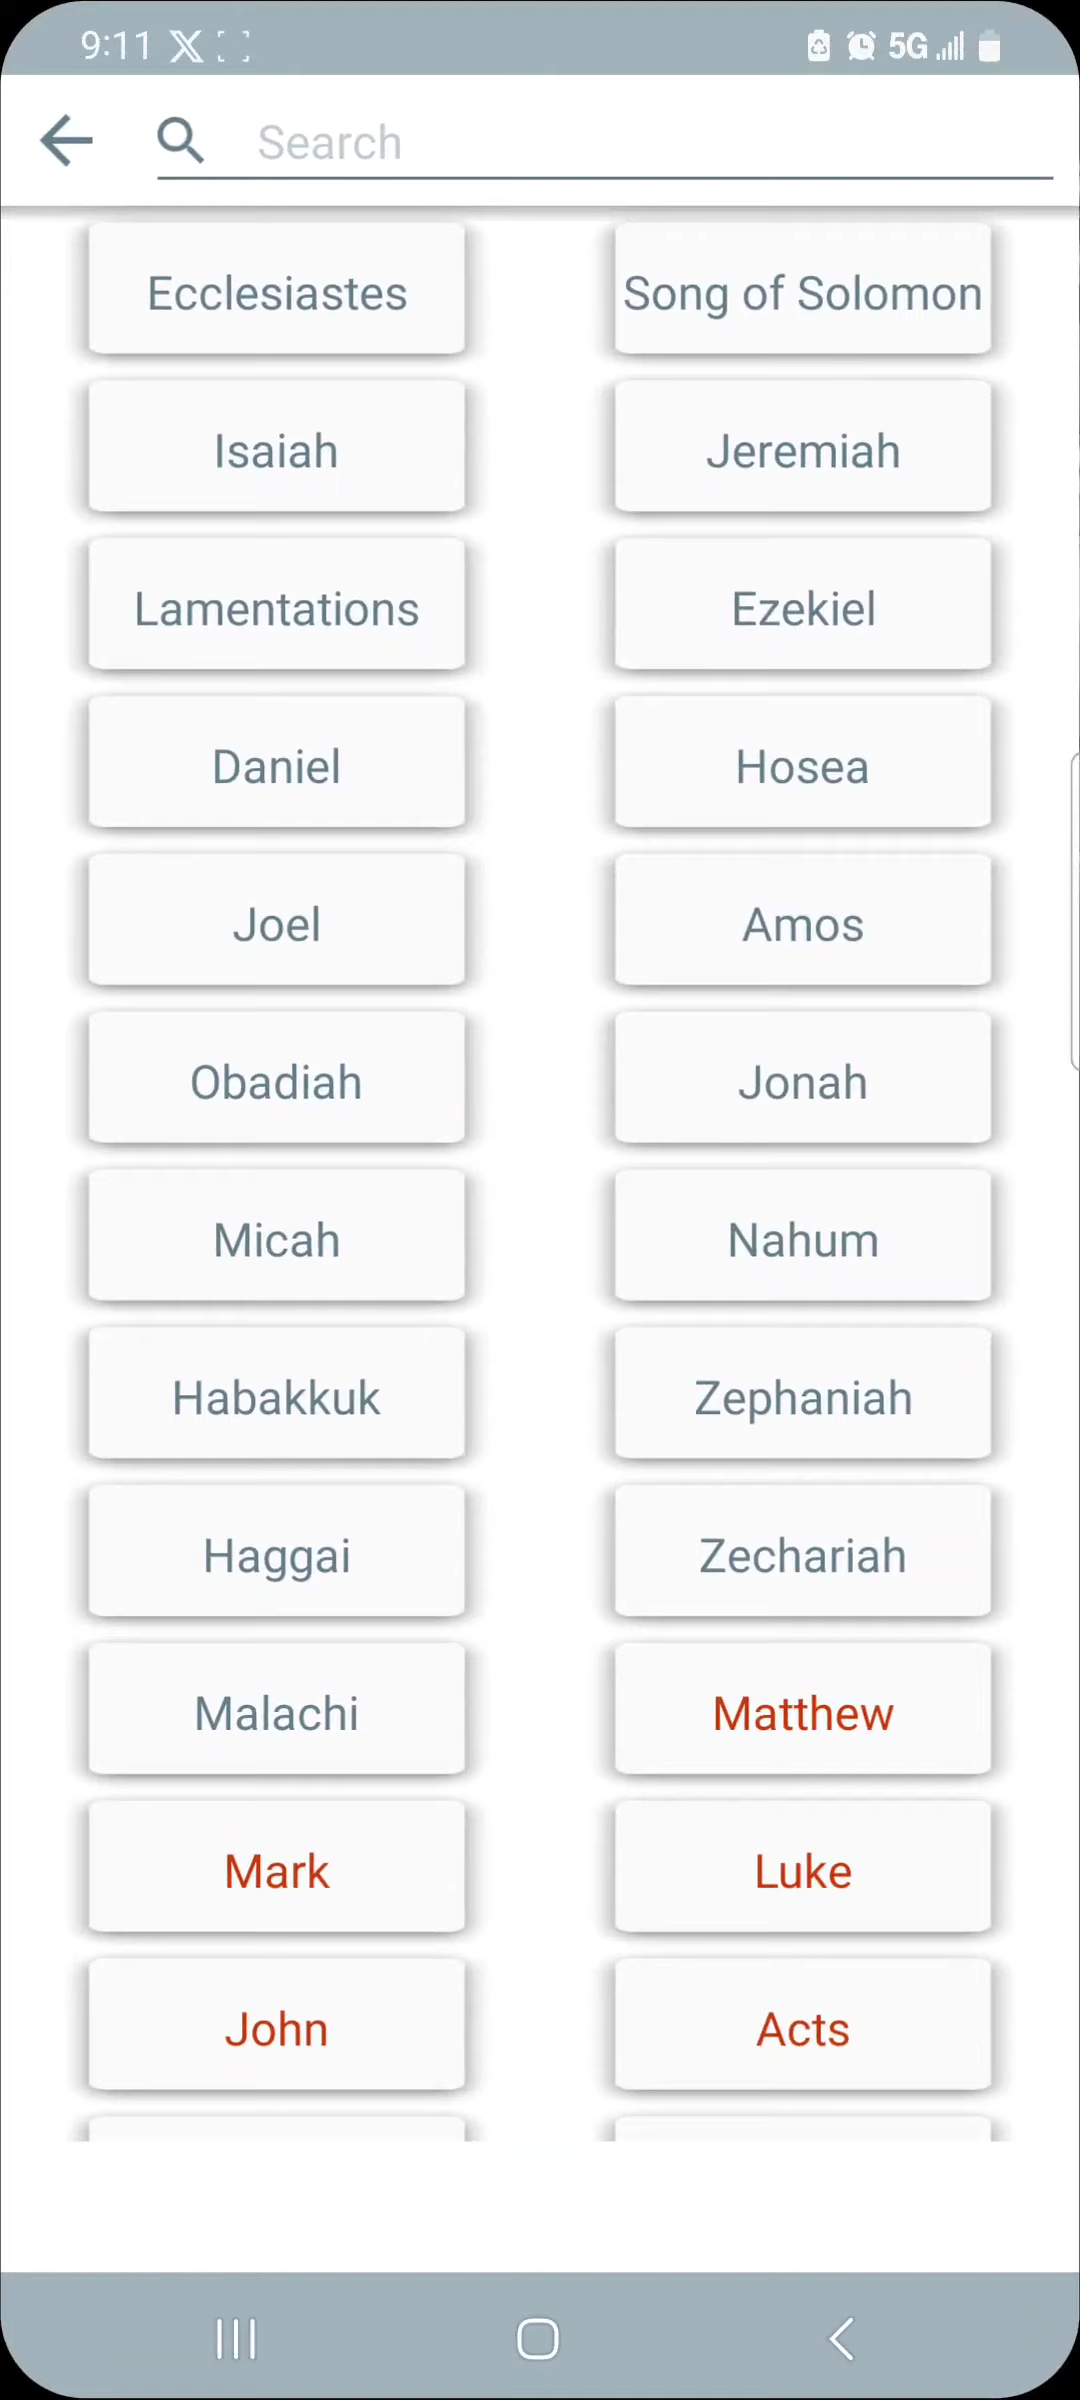 9:11 5G
Search
Ecclesiastes Song of Solomon
Isaiah Jeremiah
Lamentations Ezekiel
Daniel Hosea
Joel Amos
Obadiah Jonah
Micah Nahum
Habakkuk Zephaniah
Haggai Zechariah
Malachi Matthew
Mark Luke
John Acts